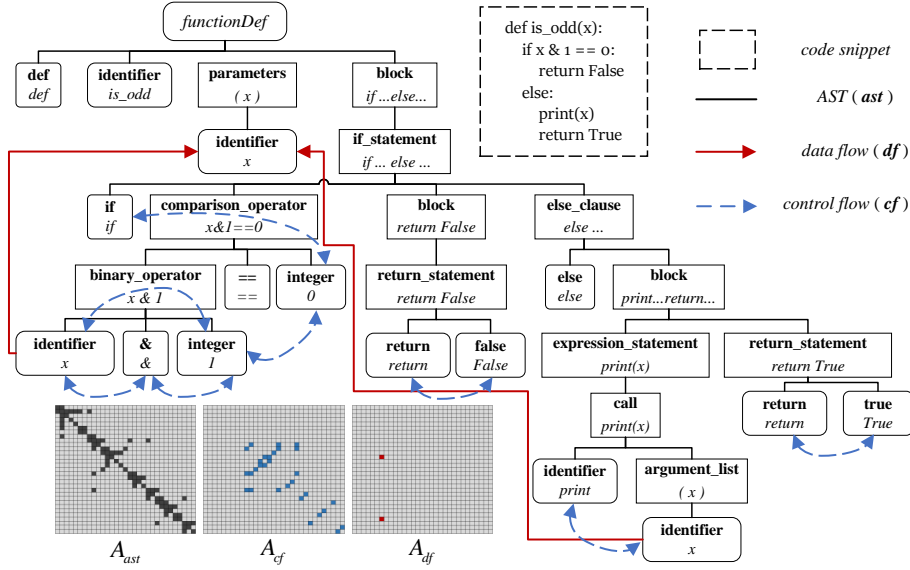 functionDef
def is_odd(x):
if x & 1 == 0:
return False
else:
print(x)
return True
code snippet
AST ( ast )
data flow ( df )
control flow ( cf )
def
def
identifier
is_odd
parameters
( x )
block
if ...else...
identifier
x
if_statement
if ... else ...
if
if
comparison_operator
x&1==0
block
return False
else_clause
else ...
binary_operator
x & 1
==
==
integer
0
return_statement
return False
else
else
block
print...return...
identifier
x
&
&
integer
1
return
return
false
False
expression_statement
print(x)
return_statement
return True
call
print(x)
return
return
true
True
identifier
print
argument_list
( x )
identifier
x
A_ast
A_cf
A_df